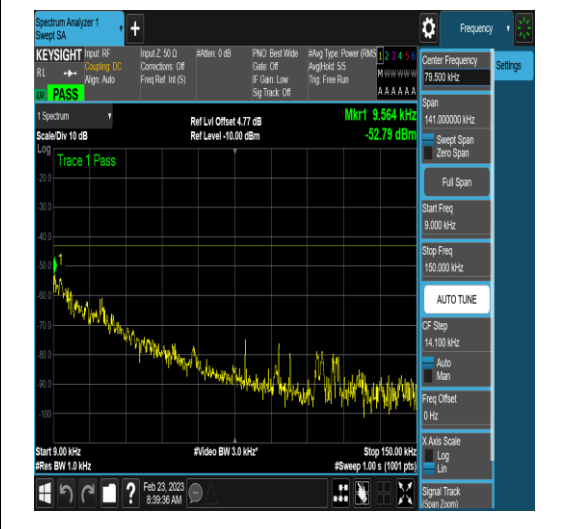 Spectrum Analyzer 1
Swept SA
Frequency
KEYSIGHT
RL
Input: RF
Coupling: DC
Align: Auto
Input Z: 50 Ω
Corrections: Off
Freq Ref: Int (S)
#Atten: 0 dB
PNO: Best Wide
Gate: Off
IF Gain: Low
Sig Track: Off
#Avg Type: Power (RMS
Avg|Hold: 5/5
Trig: Free Run
1 2 3 4 5 6
M w w w w w
A A A A A A
PASS
1 Spectrum
Scale/Div 10 dB
Ref Lvl Offset 4.77 dB
Ref Level -10.00 dBm
Mkr1 9.564 kHz
-52.79 dBm
Log
Trace 1 Pass
-20.0
-30.0
-40.0
-50.0
-60.0
-70.0
-80.0
-90.0
-100
1
Start 9.00 kHz
#Res BW 1.0 kHz
#Video BW 3.0 kHz*
Stop 150.00 kHz
#Sweep 1.00 s (1001 pts)
Feb 23, 2023
8:39:36 AM
Settings
Center Frequency
79.500 kHz
Span
141.000000 kHz
Swept Span
Zero Span
Full Span
Start Freq
9.000 kHz
Stop Freq
150.000 kHz
AUTO TUNE
CF Step
14.100 kHz
Auto
Man
Freq Offset
0 Hz
X Axis Scale
Log
Lin
Signal Track
(Span Zoom)